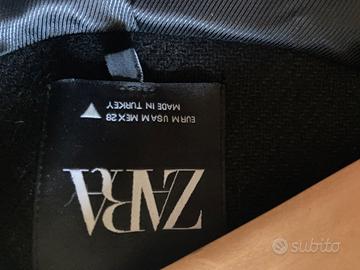 ZARA
EUR M USA M MEX 28
MADE IN TURKEY
subito